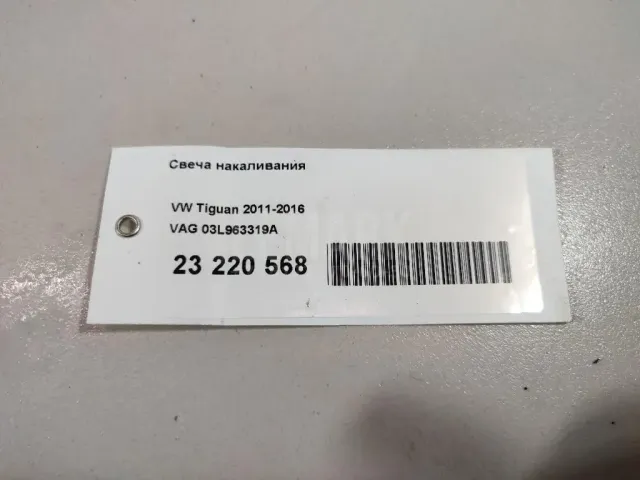 Свеча накаливания
VW Tiguan 2011-2016
VAG 03L963319A
23 220 568